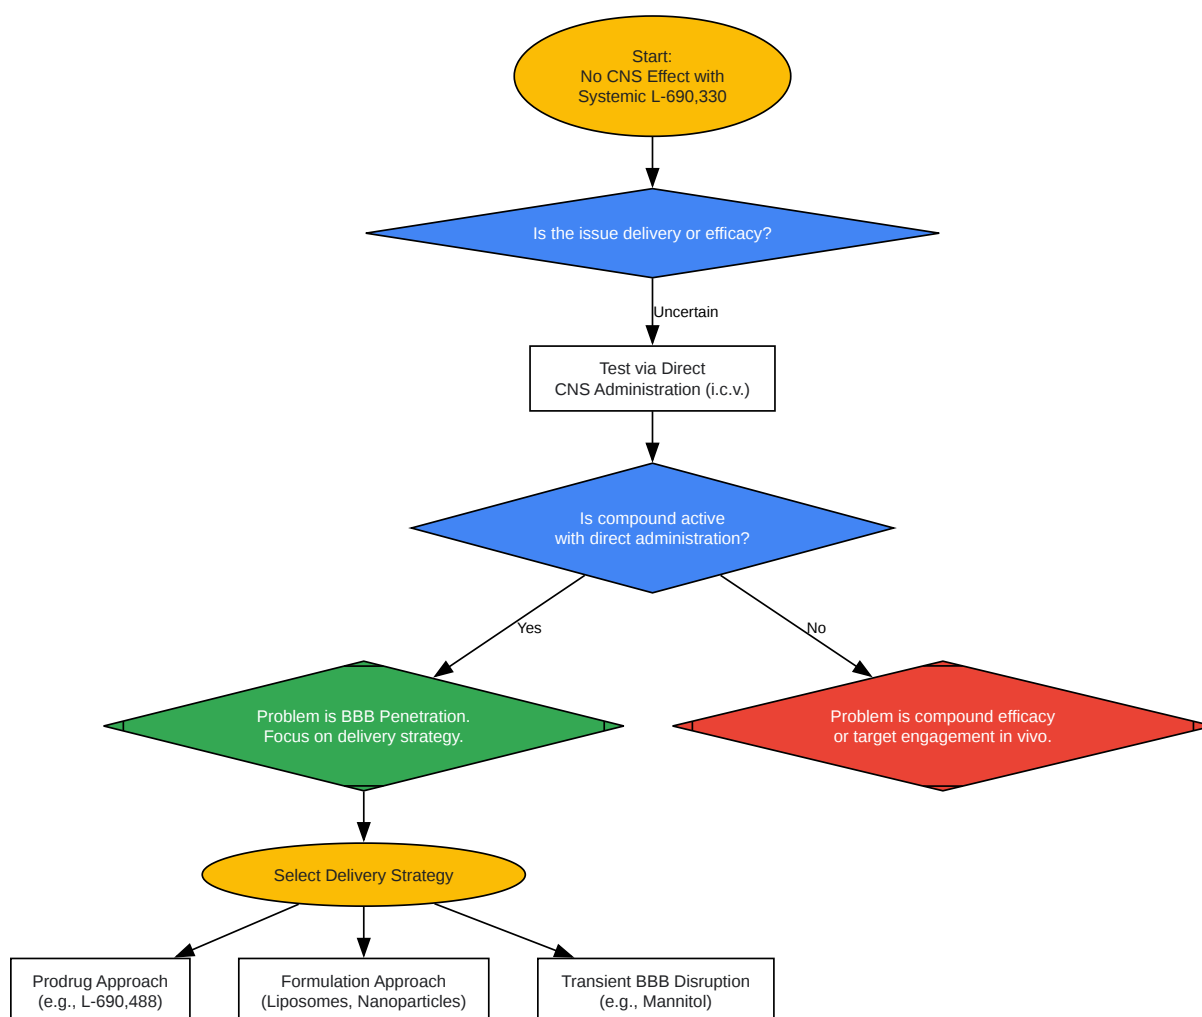 Start:
No CNS Effect with
Systemic L-690,330
Is the issue delivery or efficacy?
Uncertain
Test via Direct
CNS Administration (i.c.v.)
Is compound active
with direct administration?
Yes
No
Problem is BBB Penetration.
Focus on delivery strategy.
Problem is compound efficacy
or target engagement in vivo.
Select Delivery Strategy
Prodrug Approach
(e.g., L-690,488)
Formulation Approach
(Liposomes, Nanoparticles)
Transient BBB Disruption
(e.g., Mannitol)